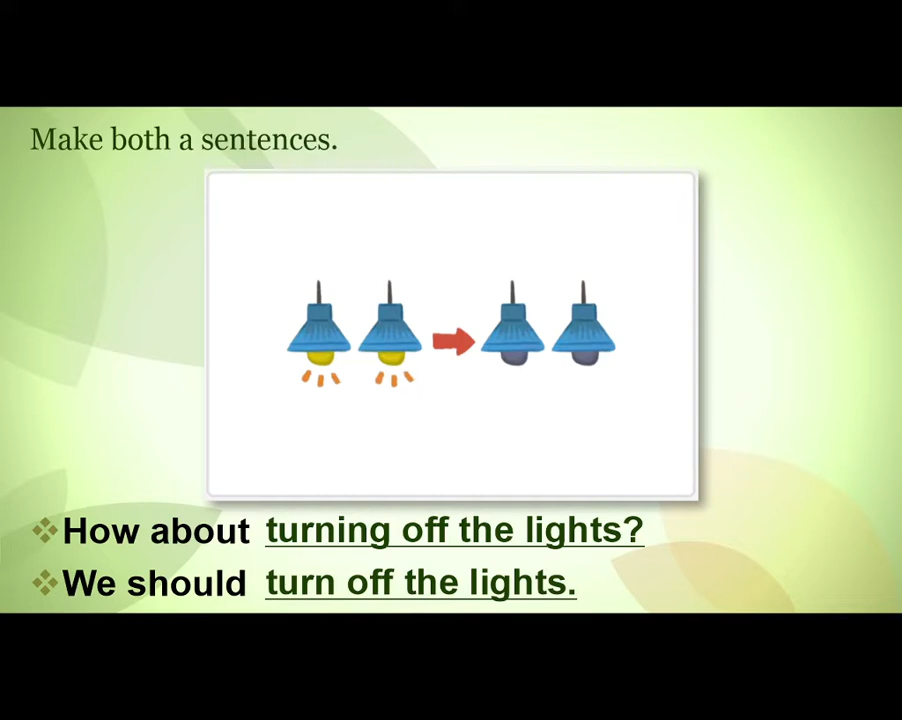 Make both a sentences.
How about turning off the lights?
We should turn off the lights.